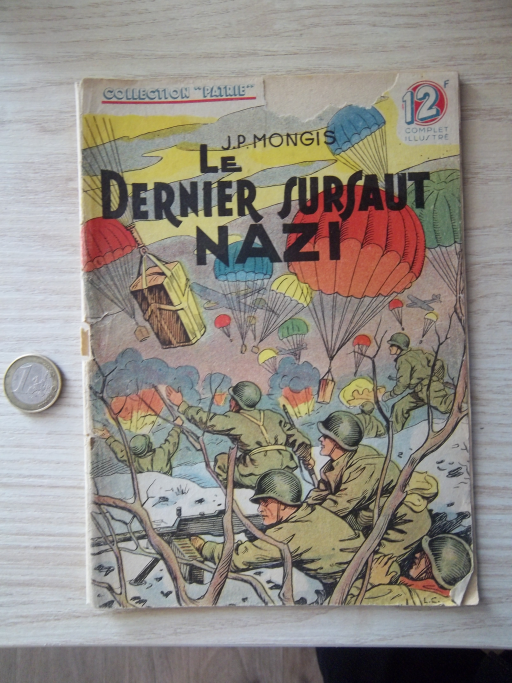 COLLECTION "PATRIE"
12F
COMPLET
ILLUSTRÉ
J.P. MONGIS
LE
DERNIER SURSAUT
NAZI
L.C.